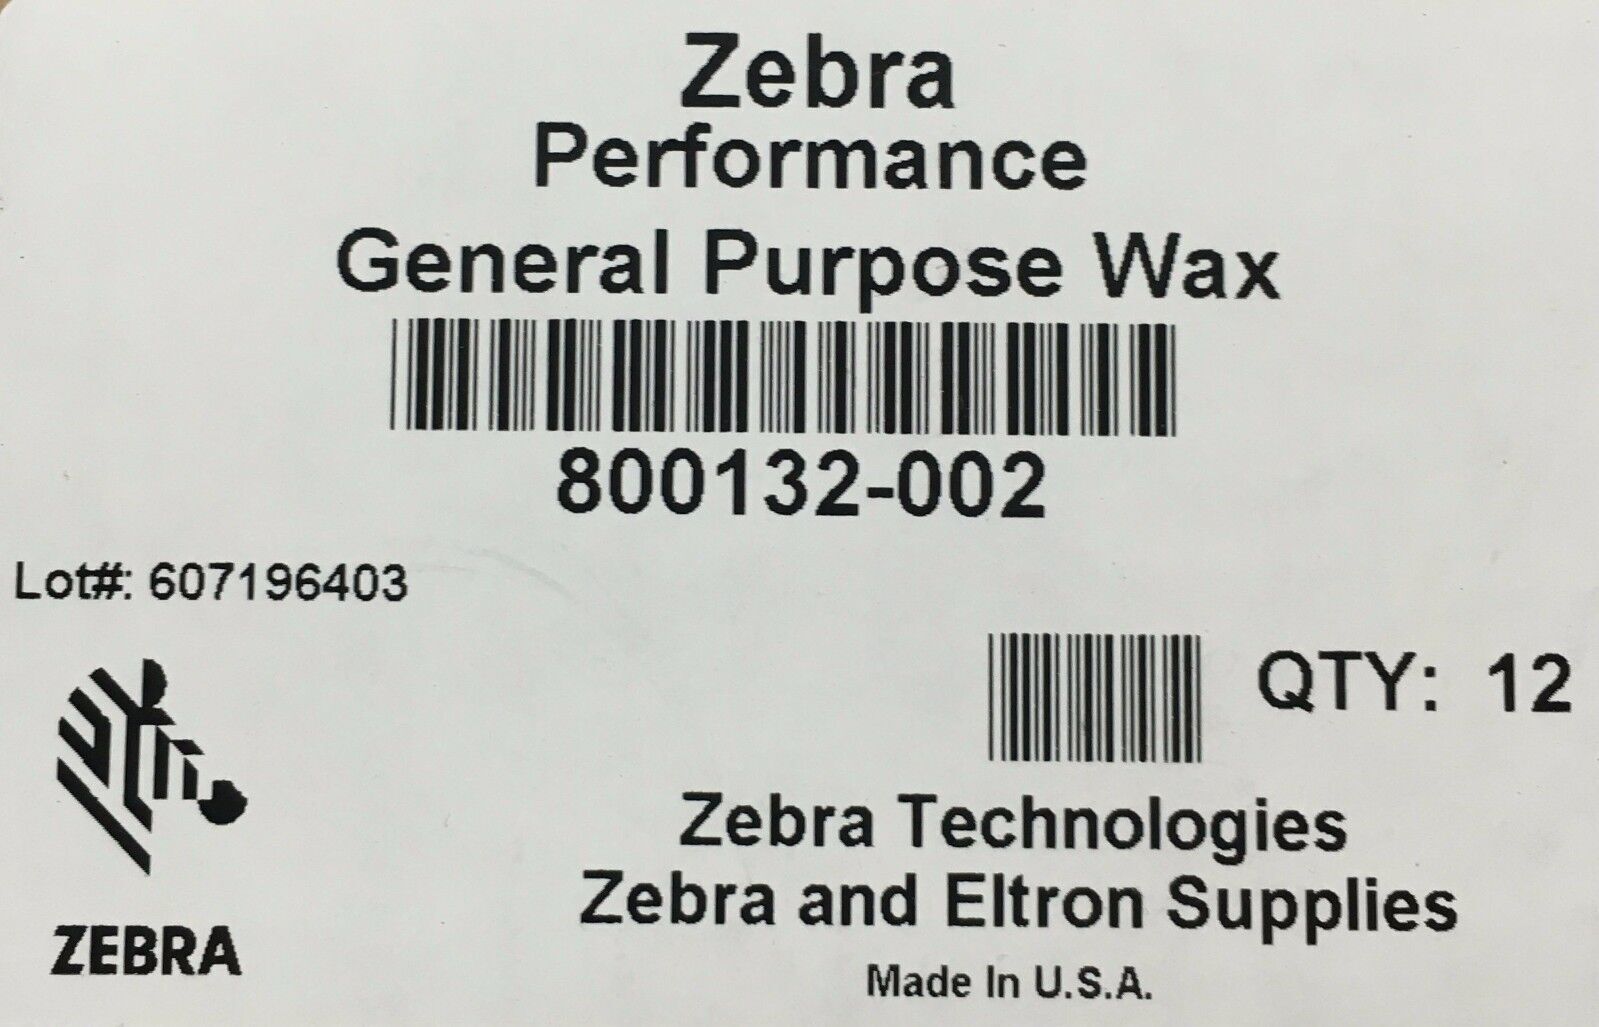 Zebra
Performance
General Purpose Wax
800132-002
Lot#: 607196403
QTY: 12
ZEBRA
Zebra Technologies
Zebra and Eltron Supplies
Made In U.S.A.